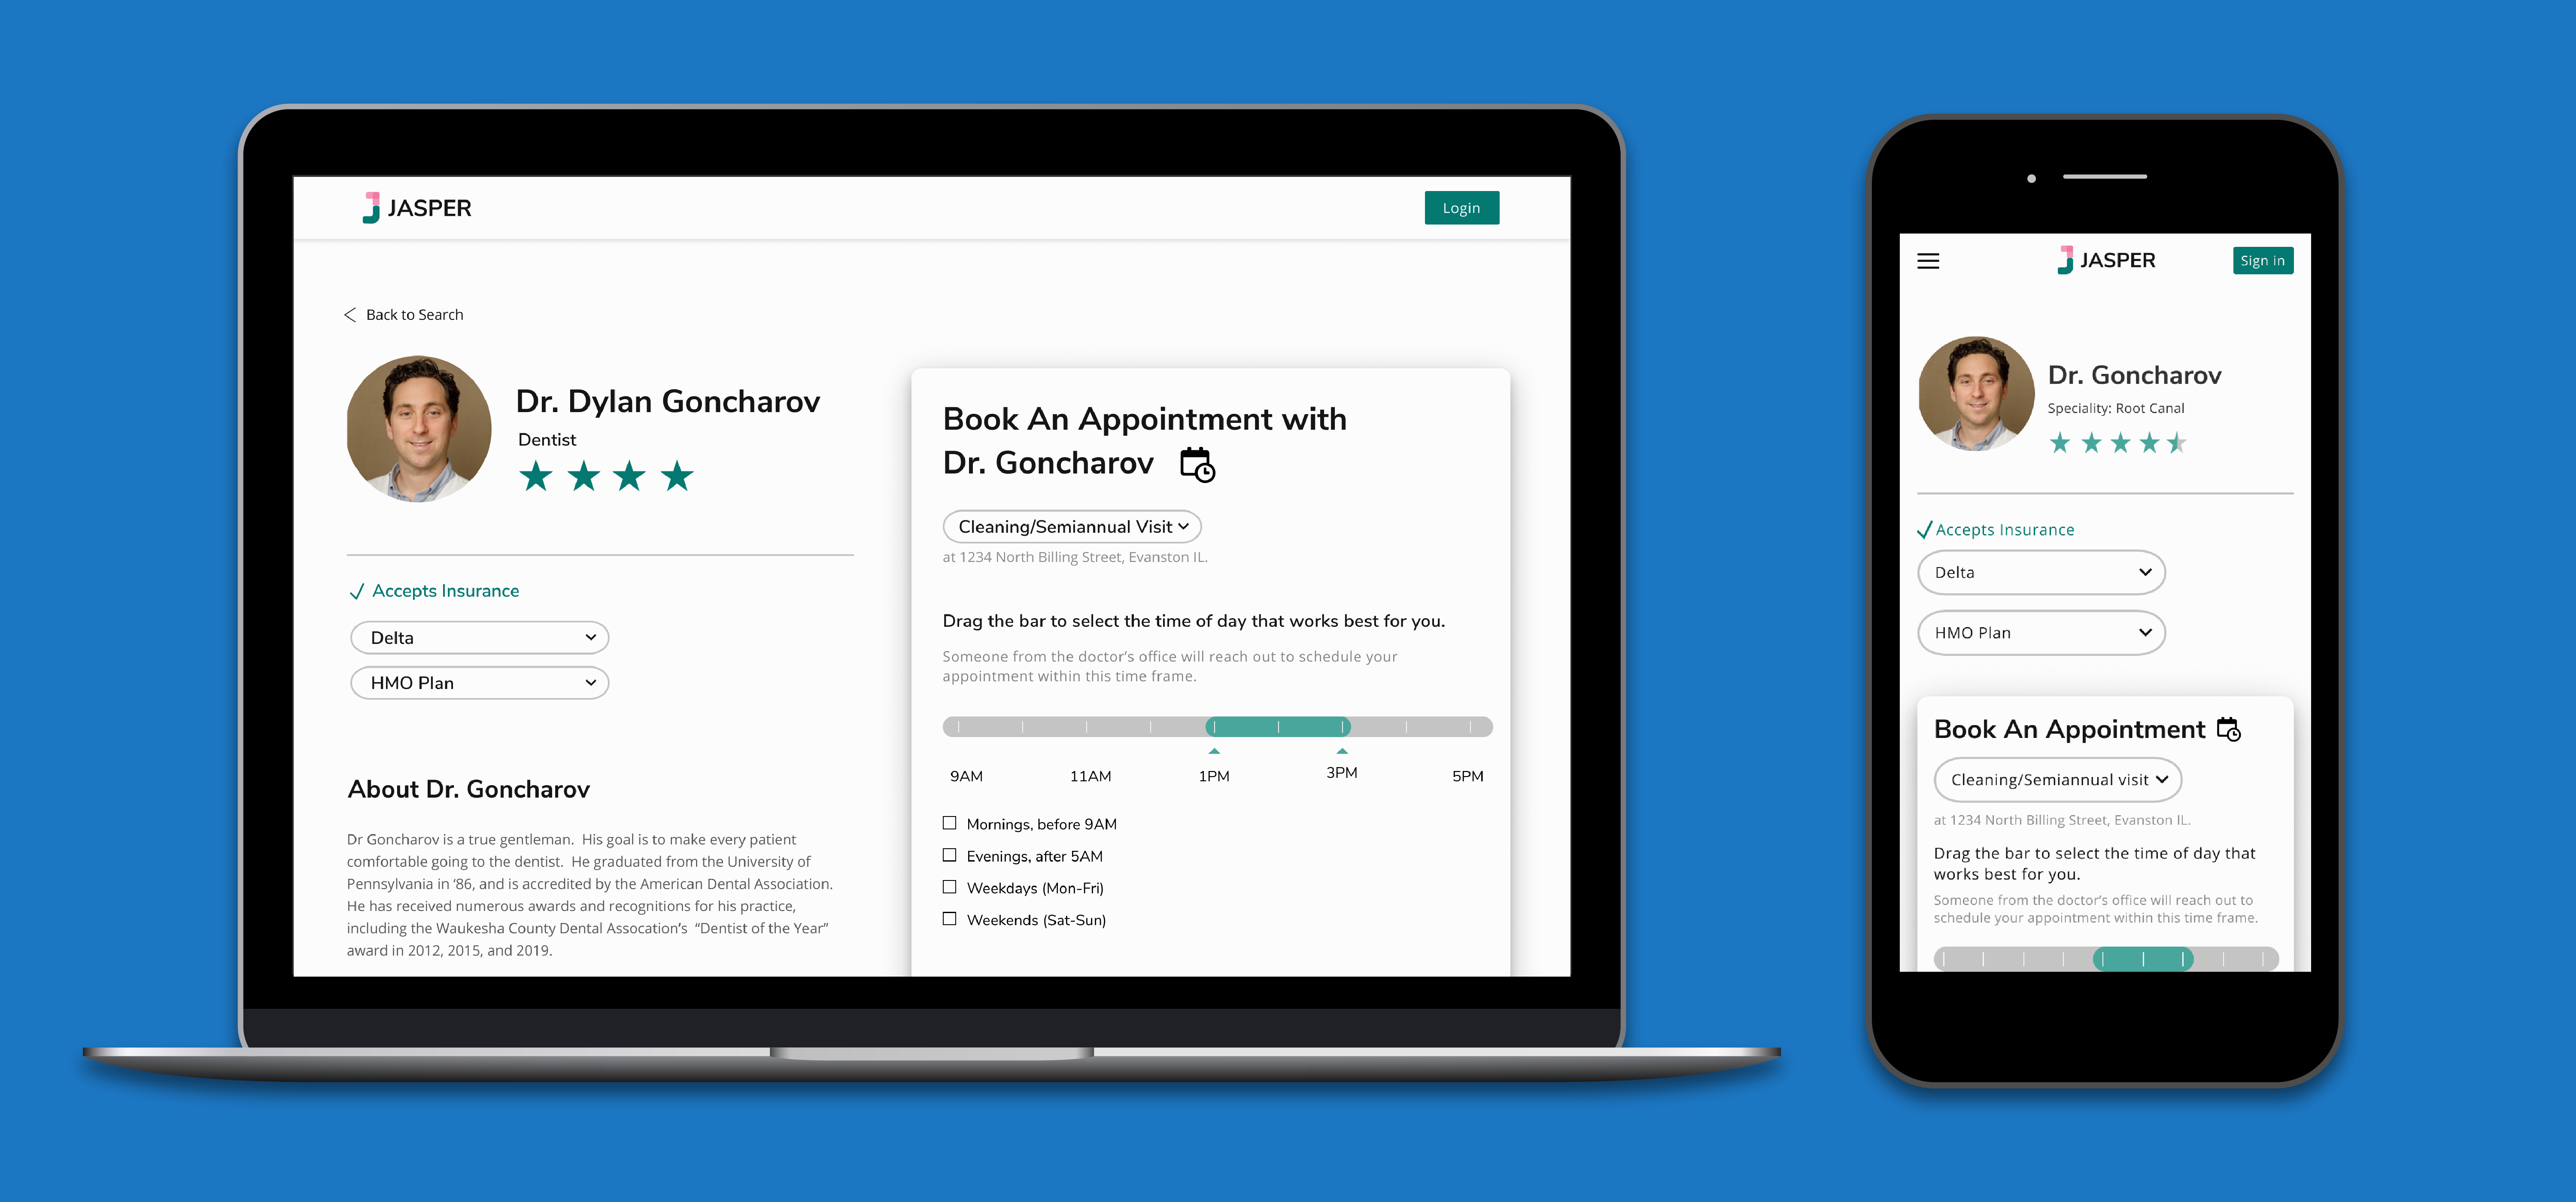 JASPER
Login
Back to Search
Dr. Dylan Goncharov
Dentist
Accepts Insurance
Delta
HMO Plan
About Dr. Goncharov
Dr Goncharov is a true gentleman. His goal is to make every patient
comfortable going to the dentist. He graduated from the University of
Pennsylvania in ‘86, and is accredited by the American Dental Association.
He has received numerous awards and recognitions for his practice,
including the Waukesha County Dental Assocation’s “Dentist of the Year”
award in 2012, 2015, and 2019.
Book An Appointment with
Dr. Goncharov
Cleaning/Semiannual Visit
at 1234 North Billing Street, Evanston IL.
Drag the bar to select the time of day that works best for you.
Someone from the doctor’s office will reach out to schedule your
appointment within this time frame.
9AM 11AM 1PM 3PM 5PM
Mornings, before 9AM
Evenings, after 5AM
Weekdays (Mon-Fri)
Weekends (Sat-Sun)
JASPER
Sign in
Dr. Goncharov
Speciality: Root Canal
Accepts Insurance
Delta
HMO Plan
Book An Appointment
Cleaning/Semiannual visit
at 1234 North Billing Street, Evanston IL.
Drag the bar to select the time of day that
works best for you.
Someone from the doctor’s office will reach out to
schedule your appointment within this time frame.